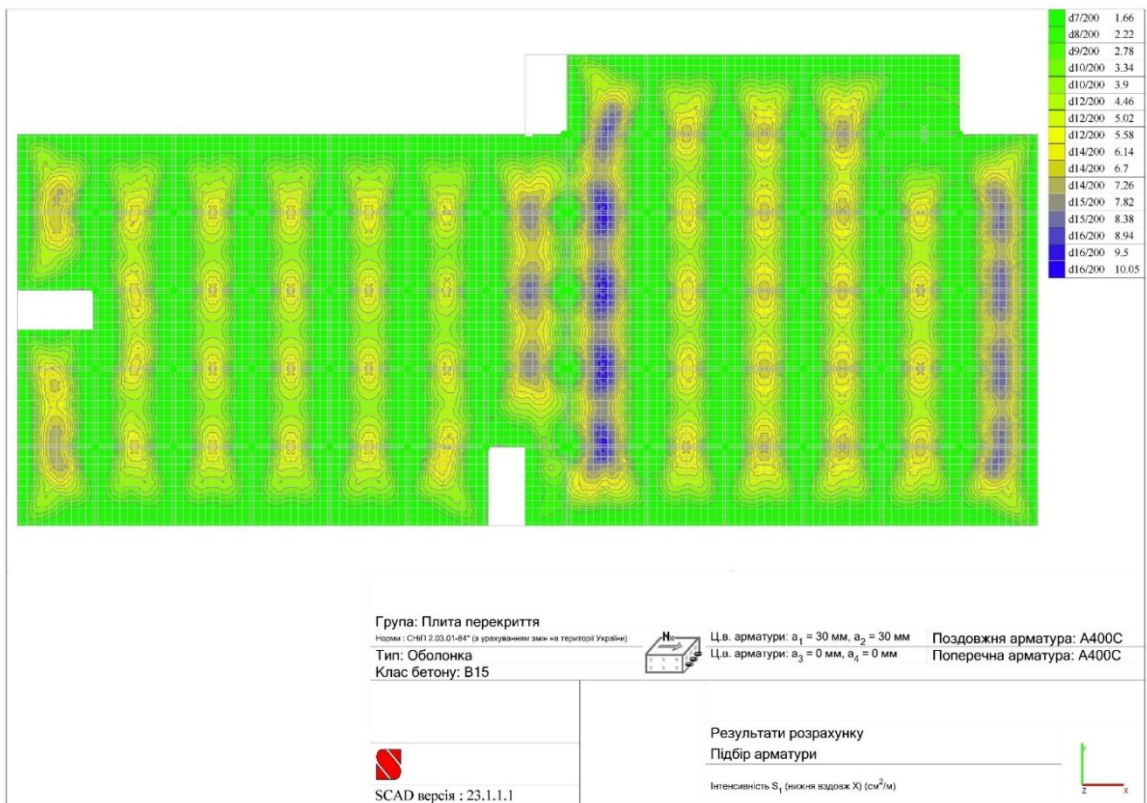 d7/200 1.66
d8/200 2.22
d9/200 2.78
d10/200 3.34
d10/200 3.9
d12/200 4.46
d12/200 5.02
d12/200 5.58
d14/200 6.14
d14/200 6.7
d14/200 7.26
d15/200 7.82
d15/200 8.38
d16/200 8.94
d16/200 9.5
d16/200 10.05
Група: Плита перекриття
Норми : СНіП 2.03.01-84* (з урахуванням змін на території України)
Тип: Оболонка
Клас бетону: B15
Nx
Ц.в. арматури: a1 = 30 мм, a2 = 30 мм
Ц.в. арматури: a3 = 0 мм, a4 = 0 мм
Поздовжня арматура: A400C
Поперечна арматура: A400C
SCAD версія : 23.1.1.1
Результати розрахунку
Підбір арматури
Інтенсивність S1 (нижня вздовж X) (см²/м)
Y
Z X